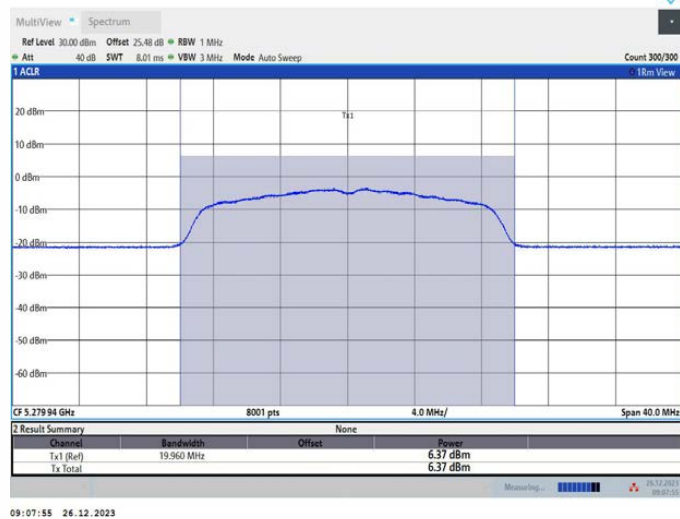 MultiView Spectrum
Ref Level 30.00 dBm Offset 25.48 dB RBW 1 MHz
Att 40 dB SWT 8.01 ms VBW 3 MHz Mode Auto Sweep Count 300/300
1 ACLR 1Rm View
Tx1
20 dBm
10 dBm
0 dBm
-10 dBm
-20 dBm
-30 dBm
-40 dBm
-50 dBm
-60 dBm
CF 5.279 94 GHz 8001 pts 4.0 MHz/ Span 40.0 MHz
2 Result Summary None
Channel Bandwidth Offset Power
Tx1 (Ref) 19.960 MHz 6.37 dBm
Tx Total 6.37 dBm
Measuring... 26.12.2023
09:07:55
09:07:55 26.12.2023